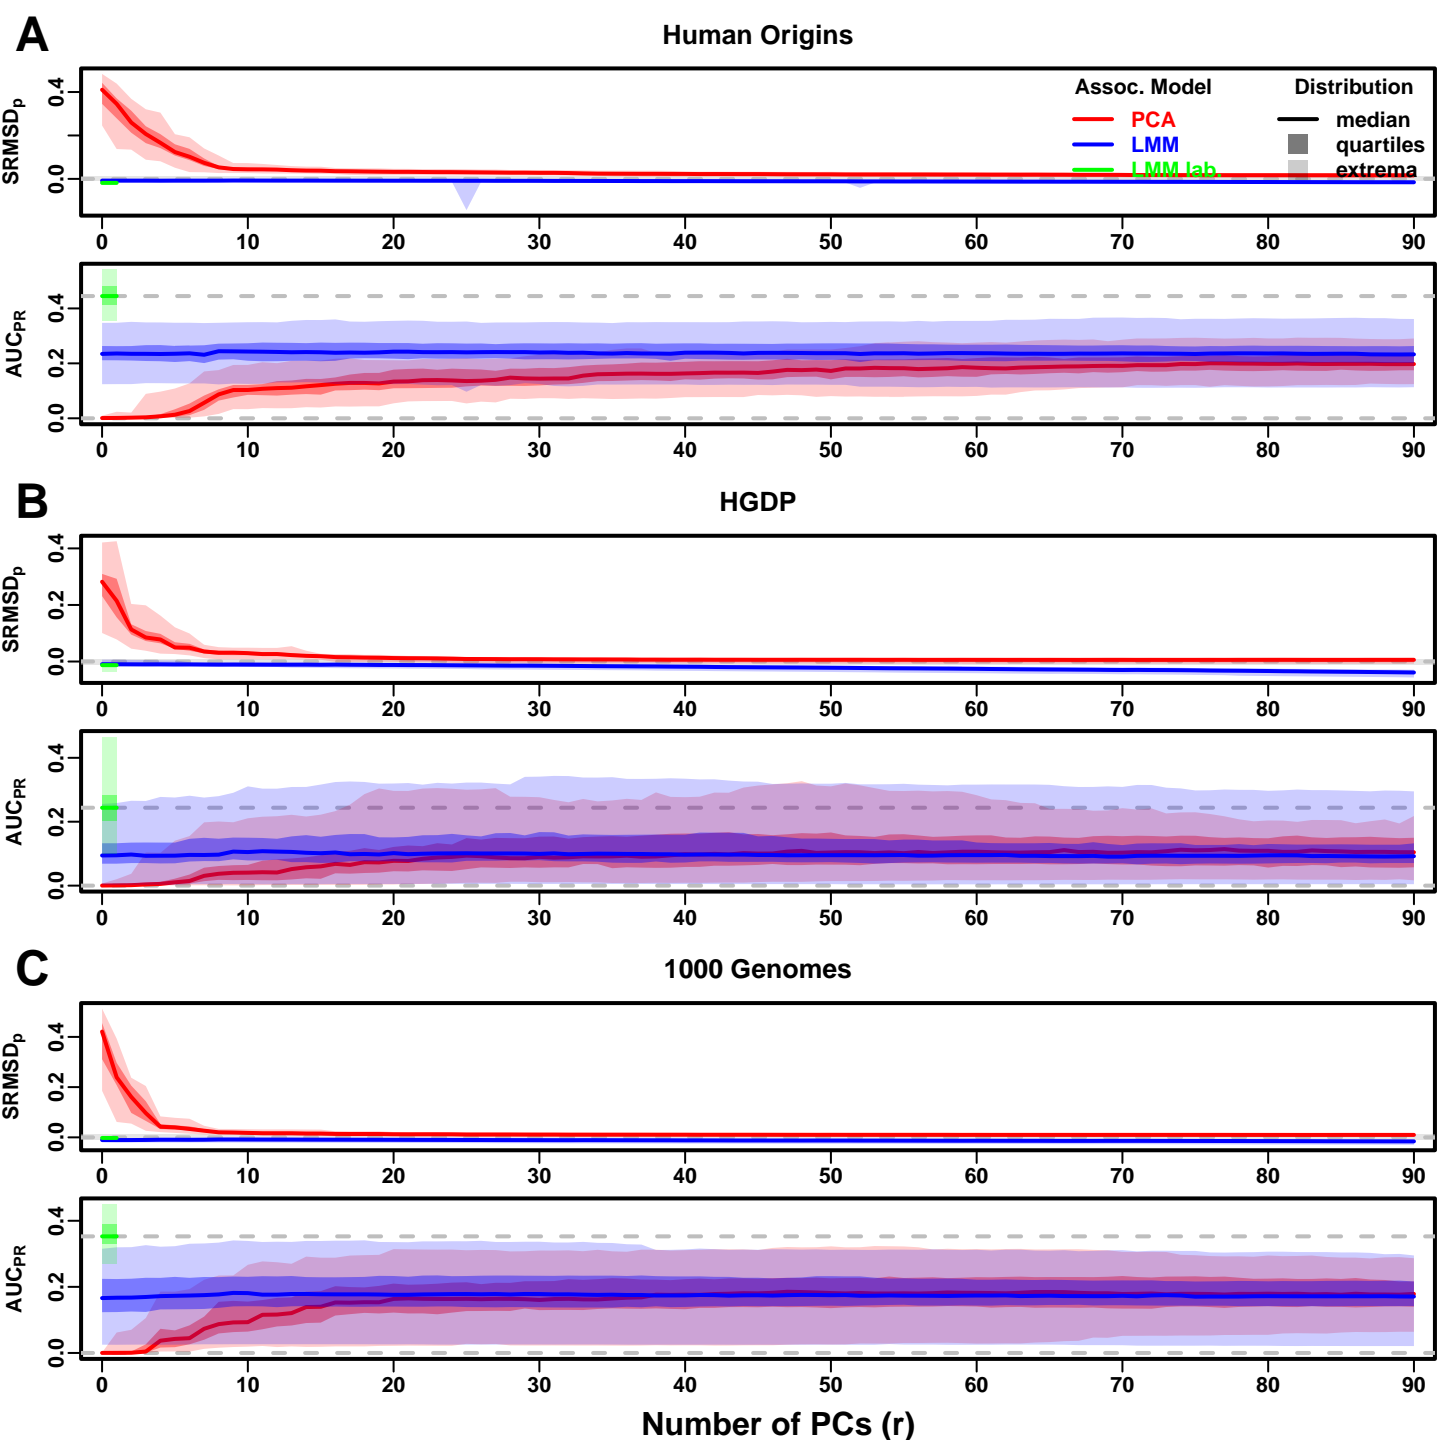 A
Human Origins
SRMSDp
0.0 0.4
Assoc. Model
PCA
LMM
LMM lab.
Distribution
median
quartiles
extrema
0 10 20 30 40 50 60 70 80 90
AUCPR
0.0 0.2 0.4
0 10 20 30 40 50 60 70 80 90
B
HGDP
SRMSDp
0.0 0.2 0.4
0 10 20 30 40 50 60 70 80 90
AUCPR
0.0 0.2 0.4
0 10 20 30 40 50 60 70 80 90
C
1000 Genomes
SRMSDp
0.0 0.2 0.4
0 10 20 30 40 50 60 70 80 90
AUCPR
0.0 0.2 0.4
0 10 20 30 40 50 60 70 80 90
Number of PCs (r)